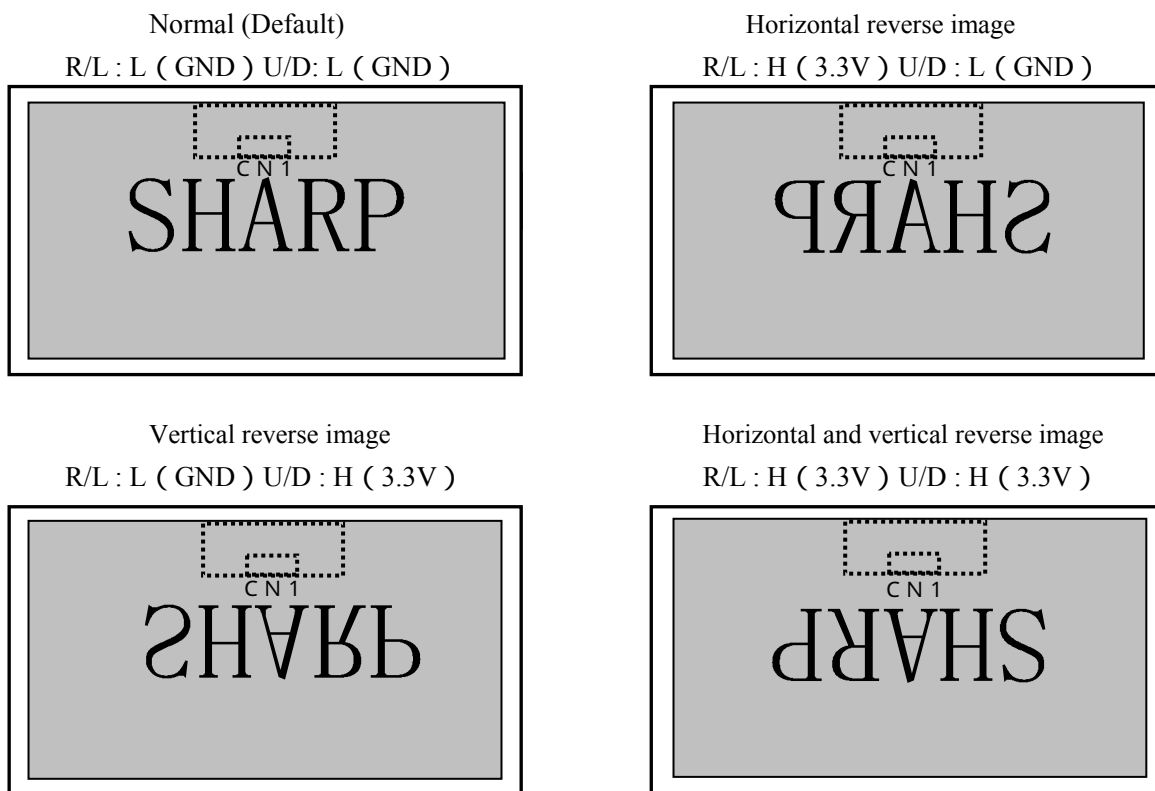 Normal (Default)
R/L : L ( GND ) U/D: L ( GND )
CN1
SHARP
Horizontal reverse image
R/L : H ( 3.3V ) U/D : L ( GND )
CN1
SHARP
Vertical reverse image
R/L : L ( GND ) U/D : H ( 3.3V )
CN1
SHARP
Horizontal and vertical reverse image
R/L : H ( 3.3V ) U/D : H ( 3.3V )
CN1
SHARP